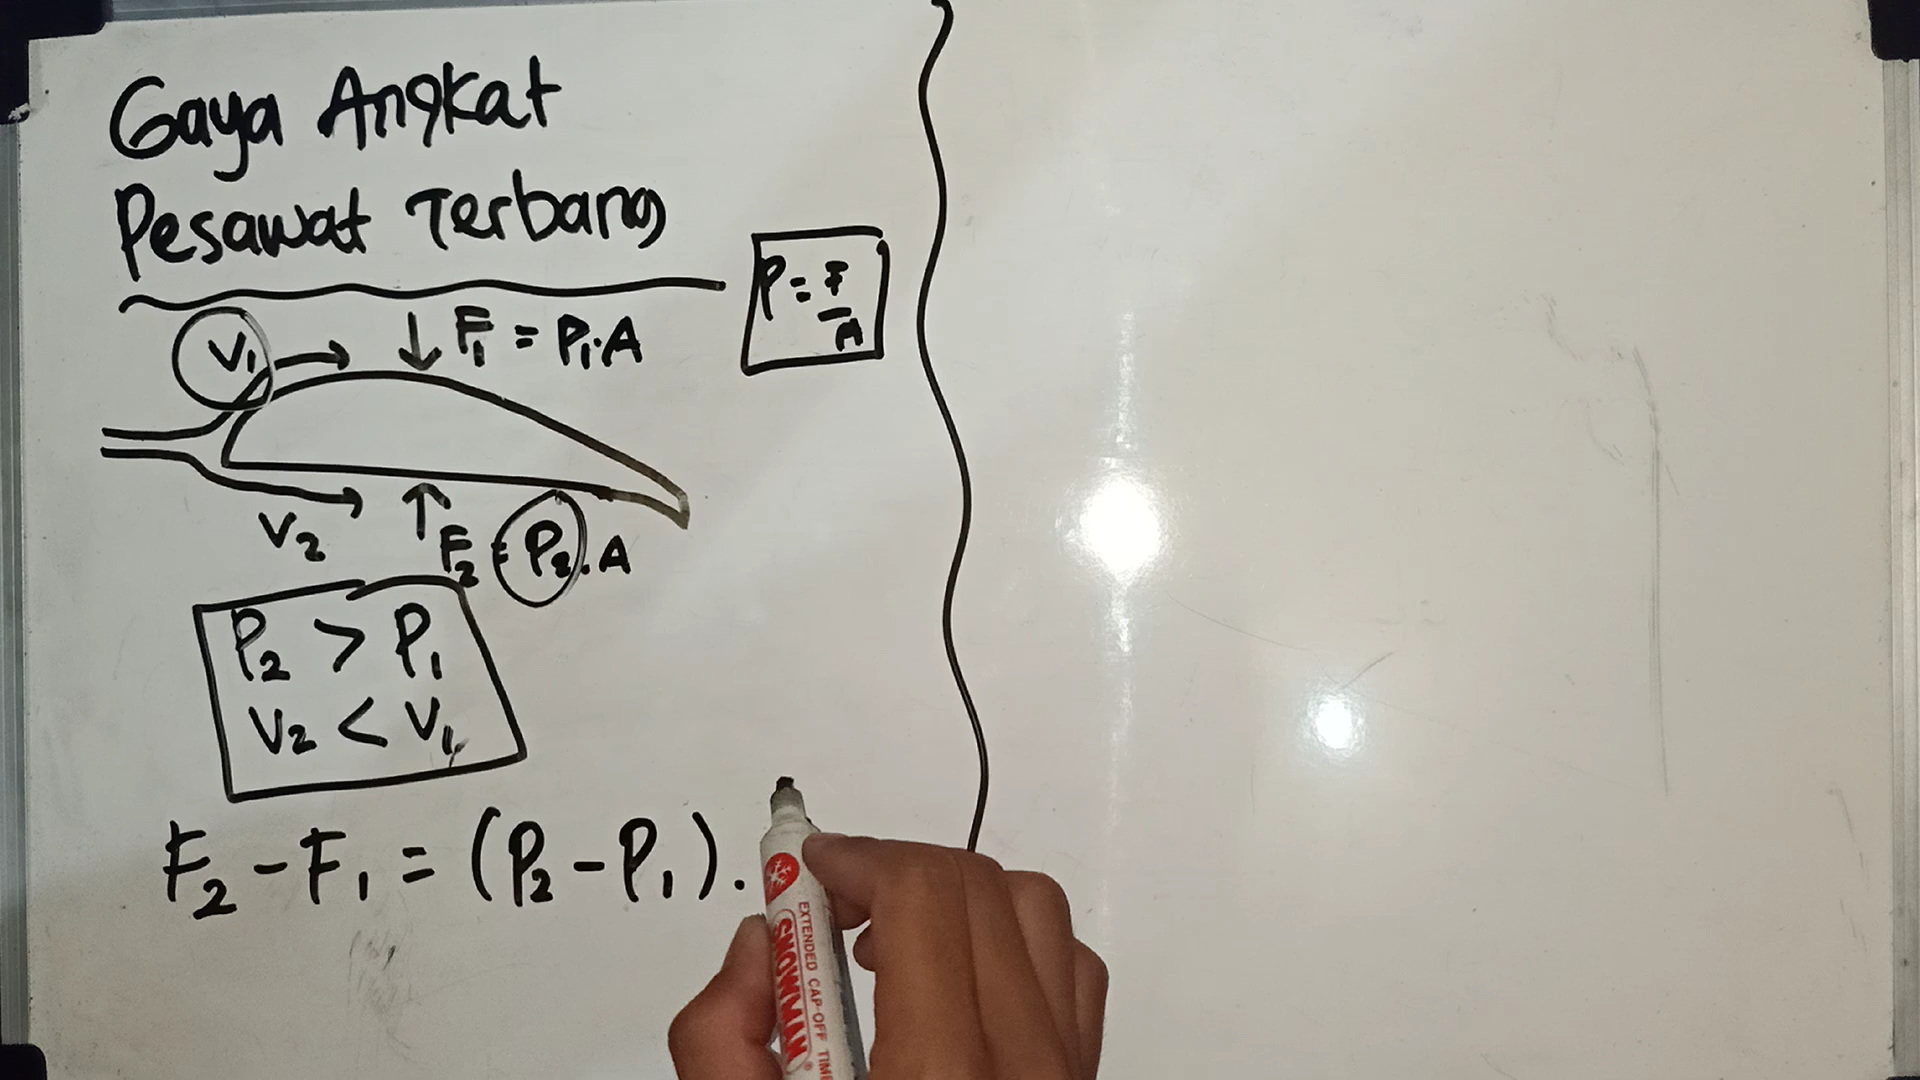 Gaya Angkat
Pesawat Terbang
P = F/A
V1
F1 = P1.A
V2
F2 = P2.A
P2 > P1
V2 < V1
F2 - F1 = (P2 - P1).
SNOWMAN
EXTENDED CAP-OFF TIME